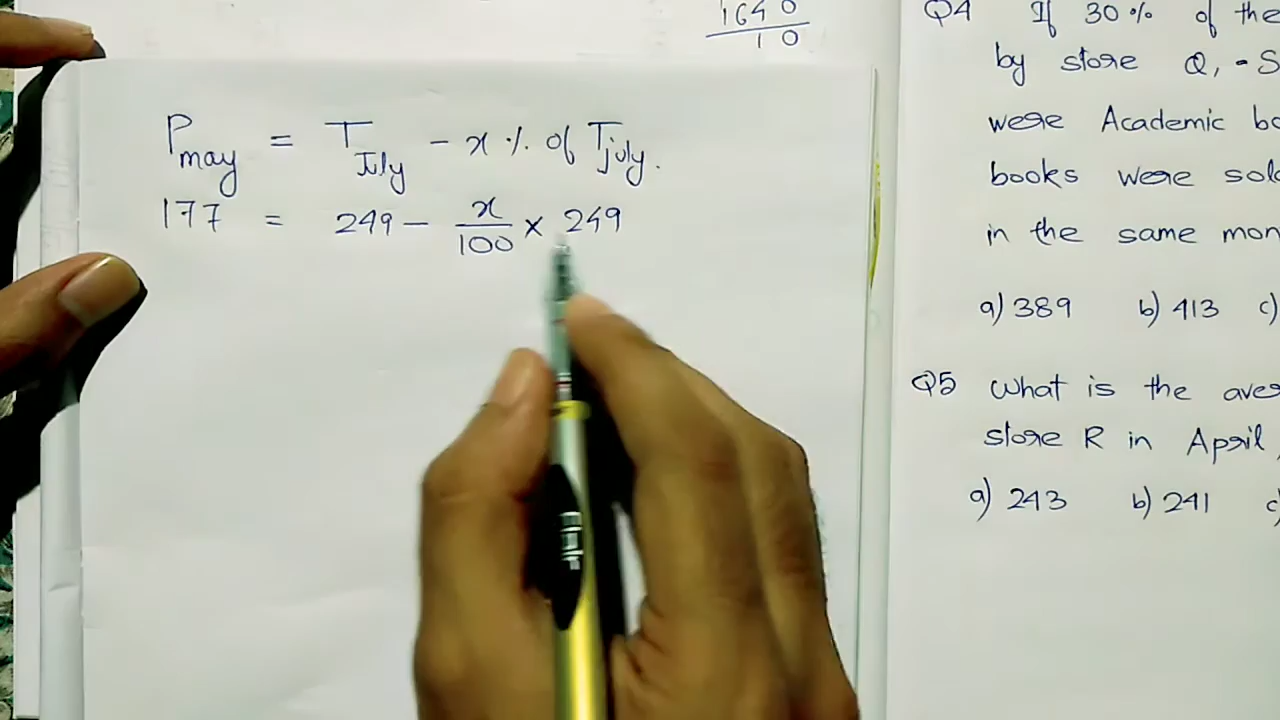 1640
10
P may = T July - x % of T july.
177 = 249 - x/100 × 249
Q4 If 30% of the
by store Q, - S
were Academic bo
books were sol
in the same mon
a) 389 b) 413 c)
Q5 What is the ave
store R in April,
a) 243 b) 241 c